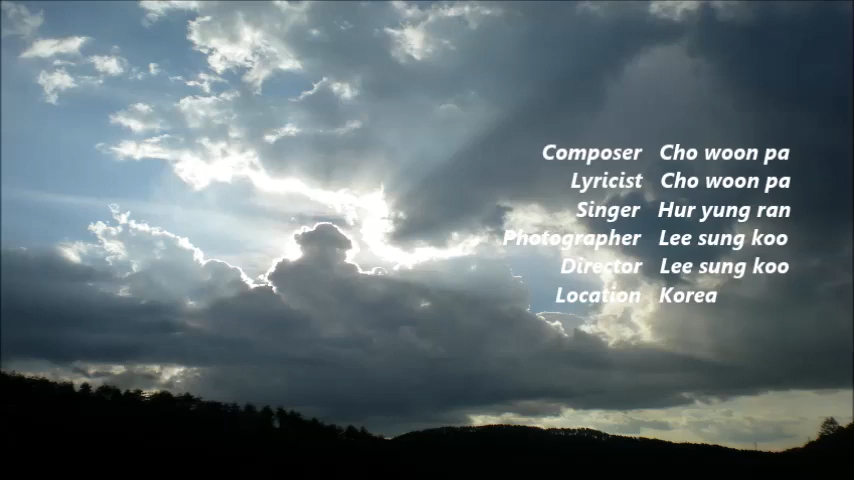 Composer Cho woon pa
Lyricist Cho woon pa
Singer Hur yung ran
Photographer Lee sung koo
Director Lee sung koo
Location Korea